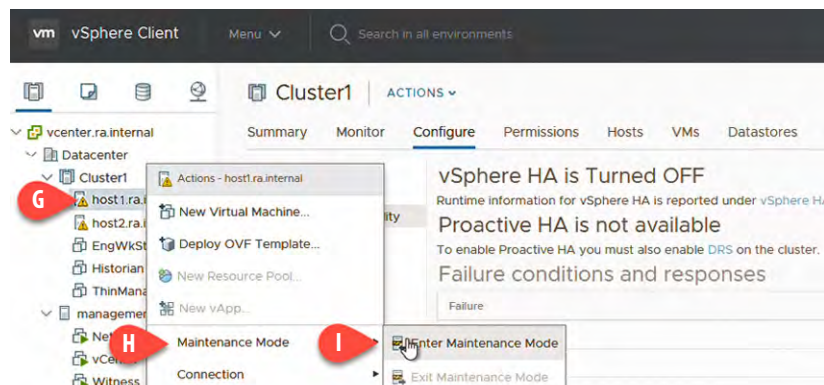 vm vSphere Client Menu Search in all environments
Cluster1 ACTIONS
Summary Monitor Configure Permissions Hosts VMs Datastores
vcenter.ra.internal
Datacenter
Cluster1
G host1.ra.i
host2.ra.i
EngWkSt
Historian
ThinMana
managemen
Net
vCen
Witness
Actions - host1.ra.internal
New Virtual Machine...
Deploy OVF Template...
New Resource Pool...
New vApp...
H Maintenance Mode
Connection
I Enter Maintenance Mode
Exit Maintenance Mode
ity
vSphere HA is Turned OFF
Runtime information for vSphere HA is reported under vSphere HA
Proactive HA is not available
To enable Proactive HA you must also enable DRS on the cluster.
Failure conditions and responses
Failure